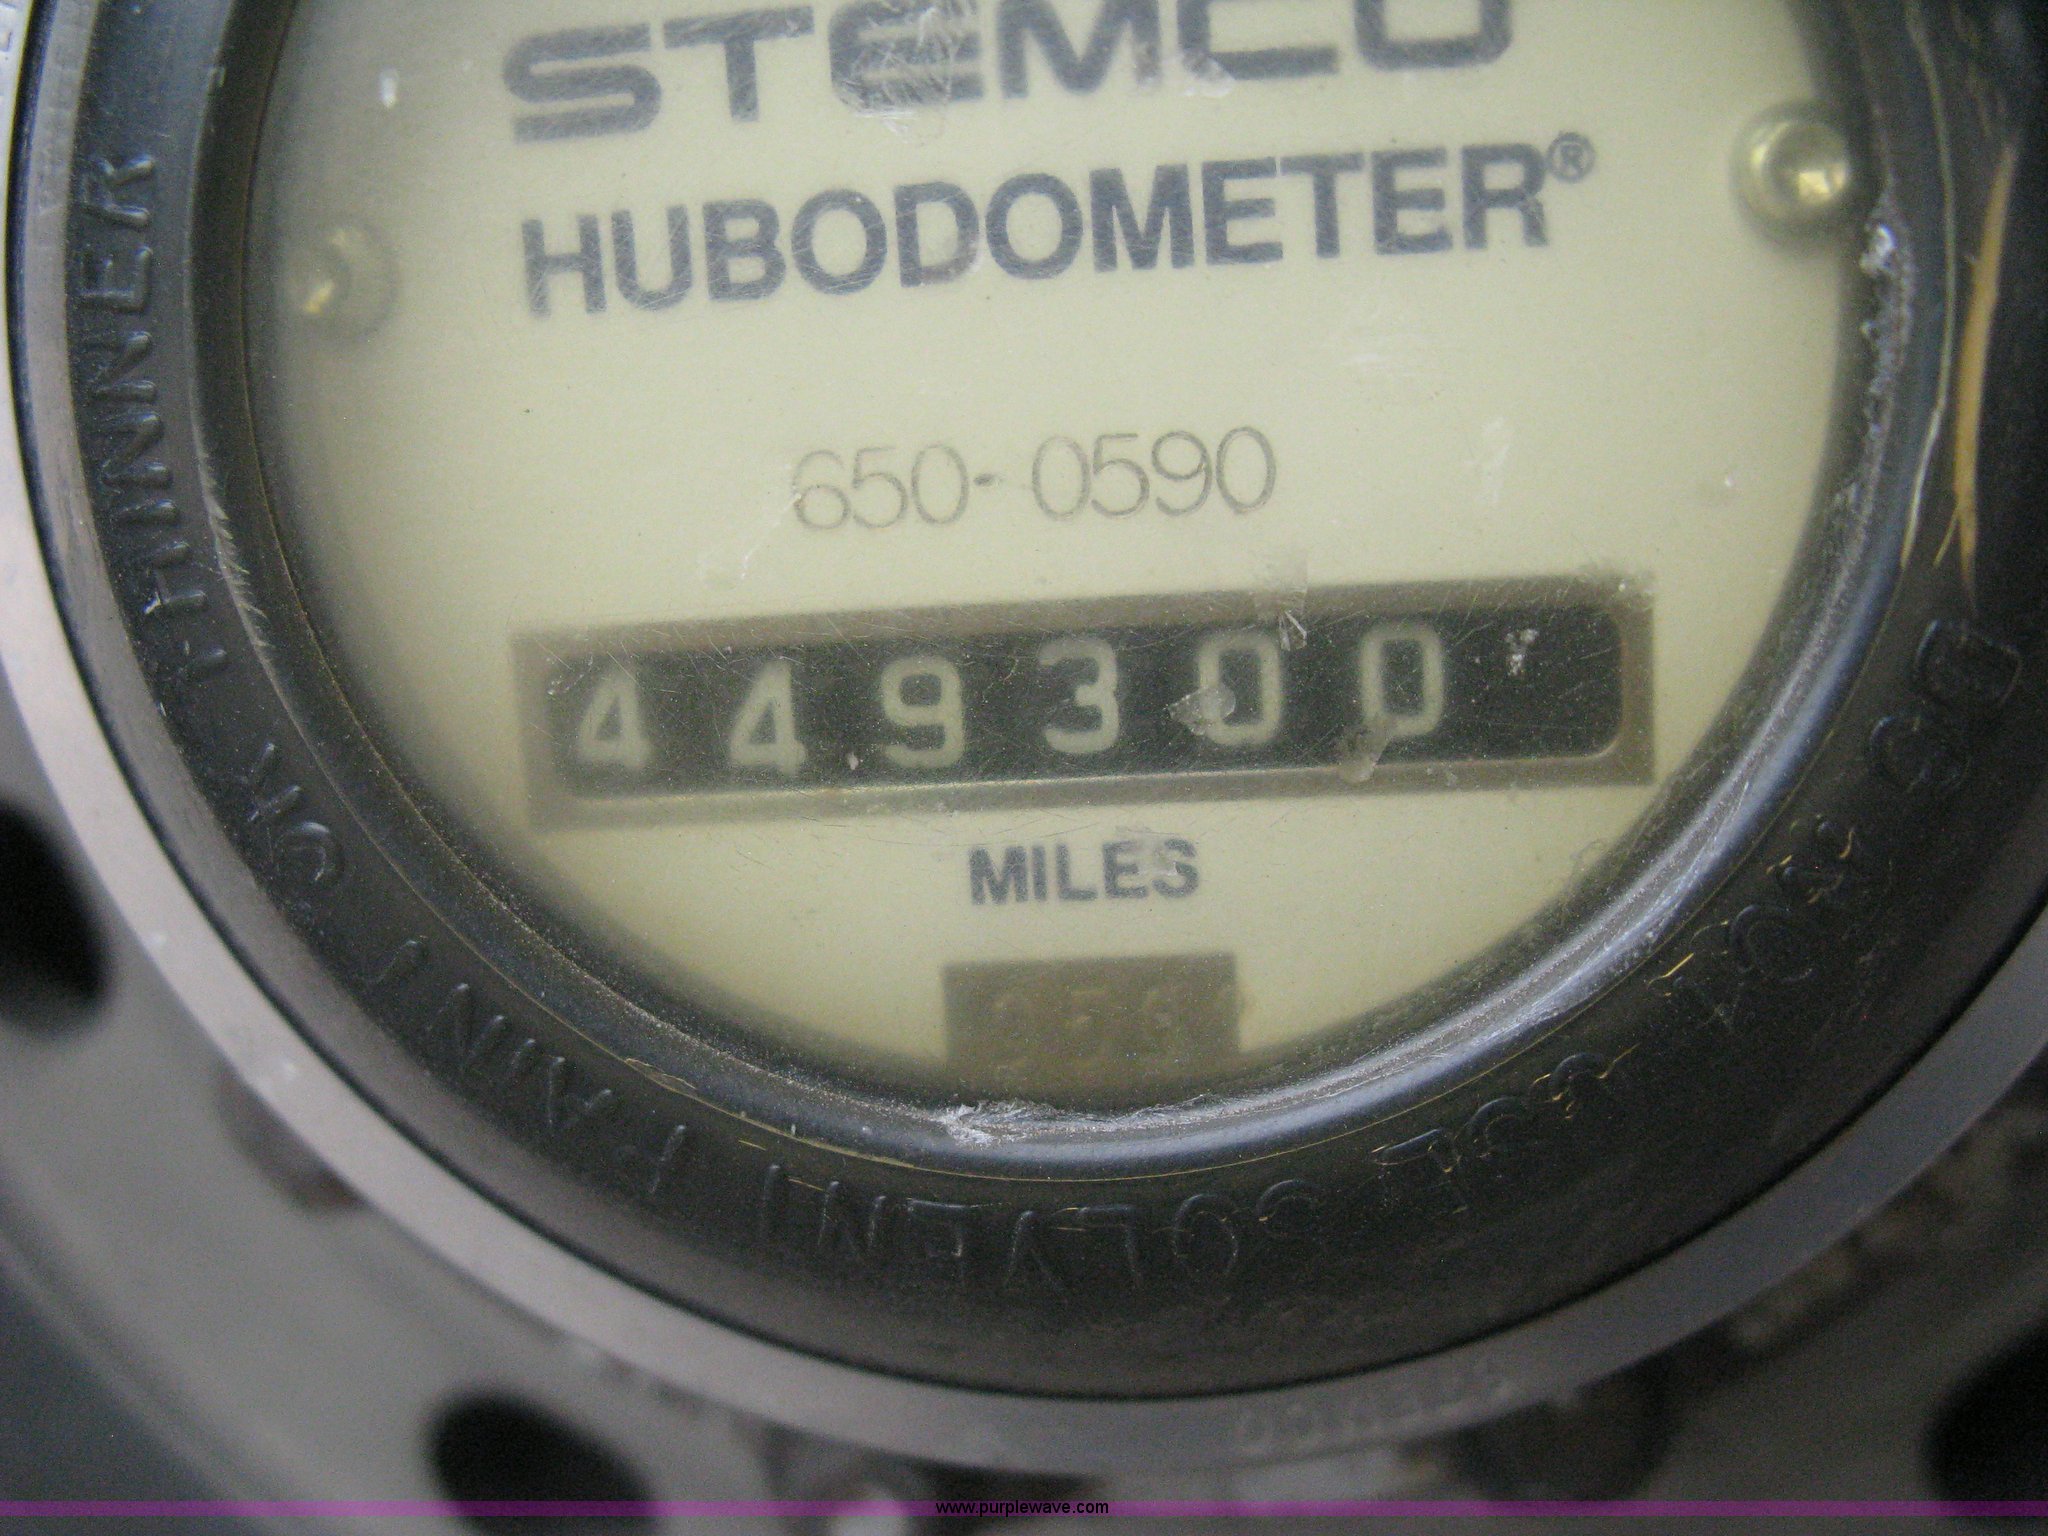 STEMCO
HUBODOMETER®
650-0590
449300
MILES
DO NOT USE SOLVENT PAINT OR THINNER
www.purplewave.com